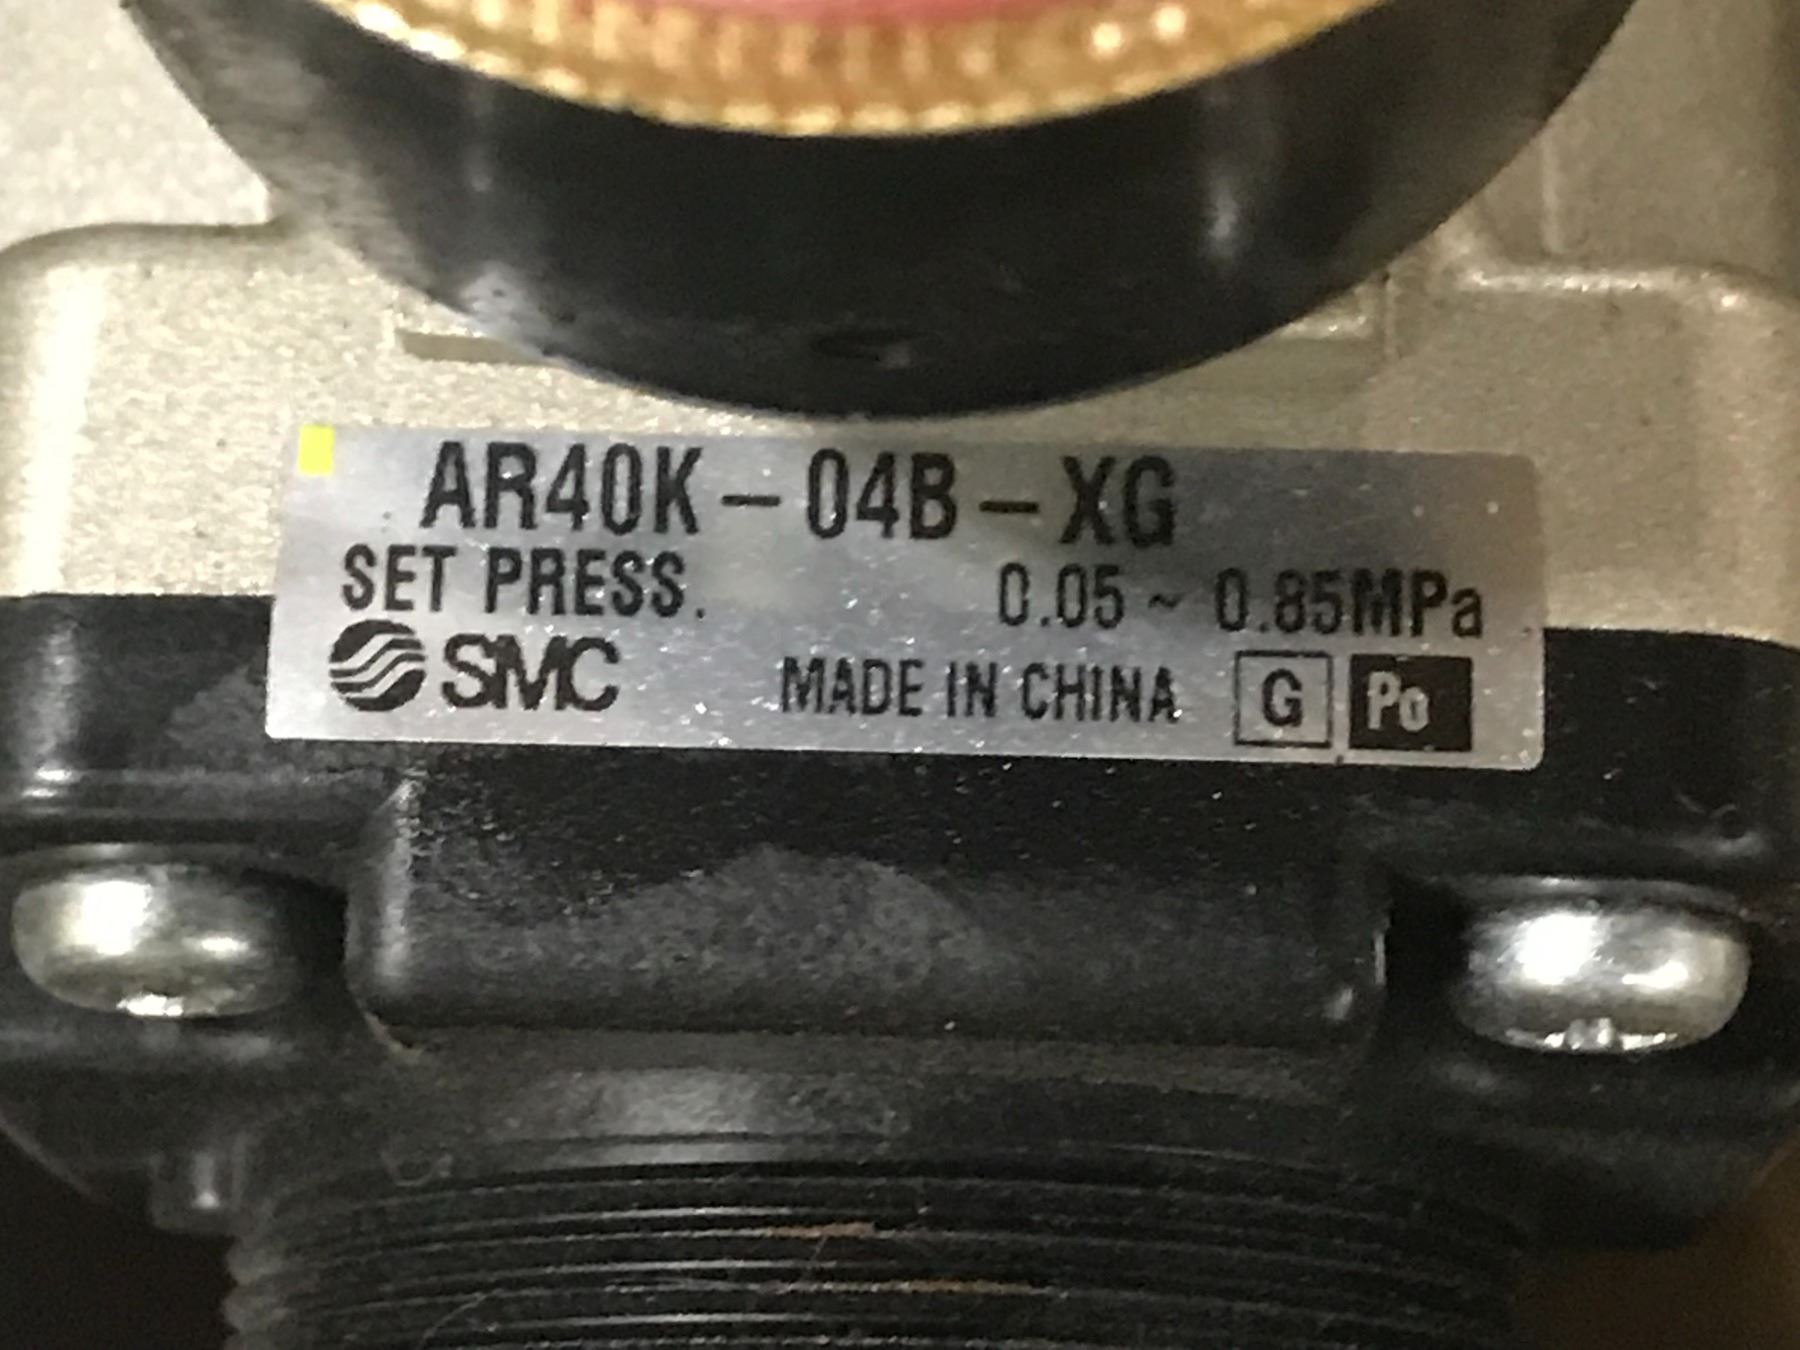 AR40K-04B-XG
SET PRESS. 0.05~0.85MPa
SMC MADE IN CHINA G Po